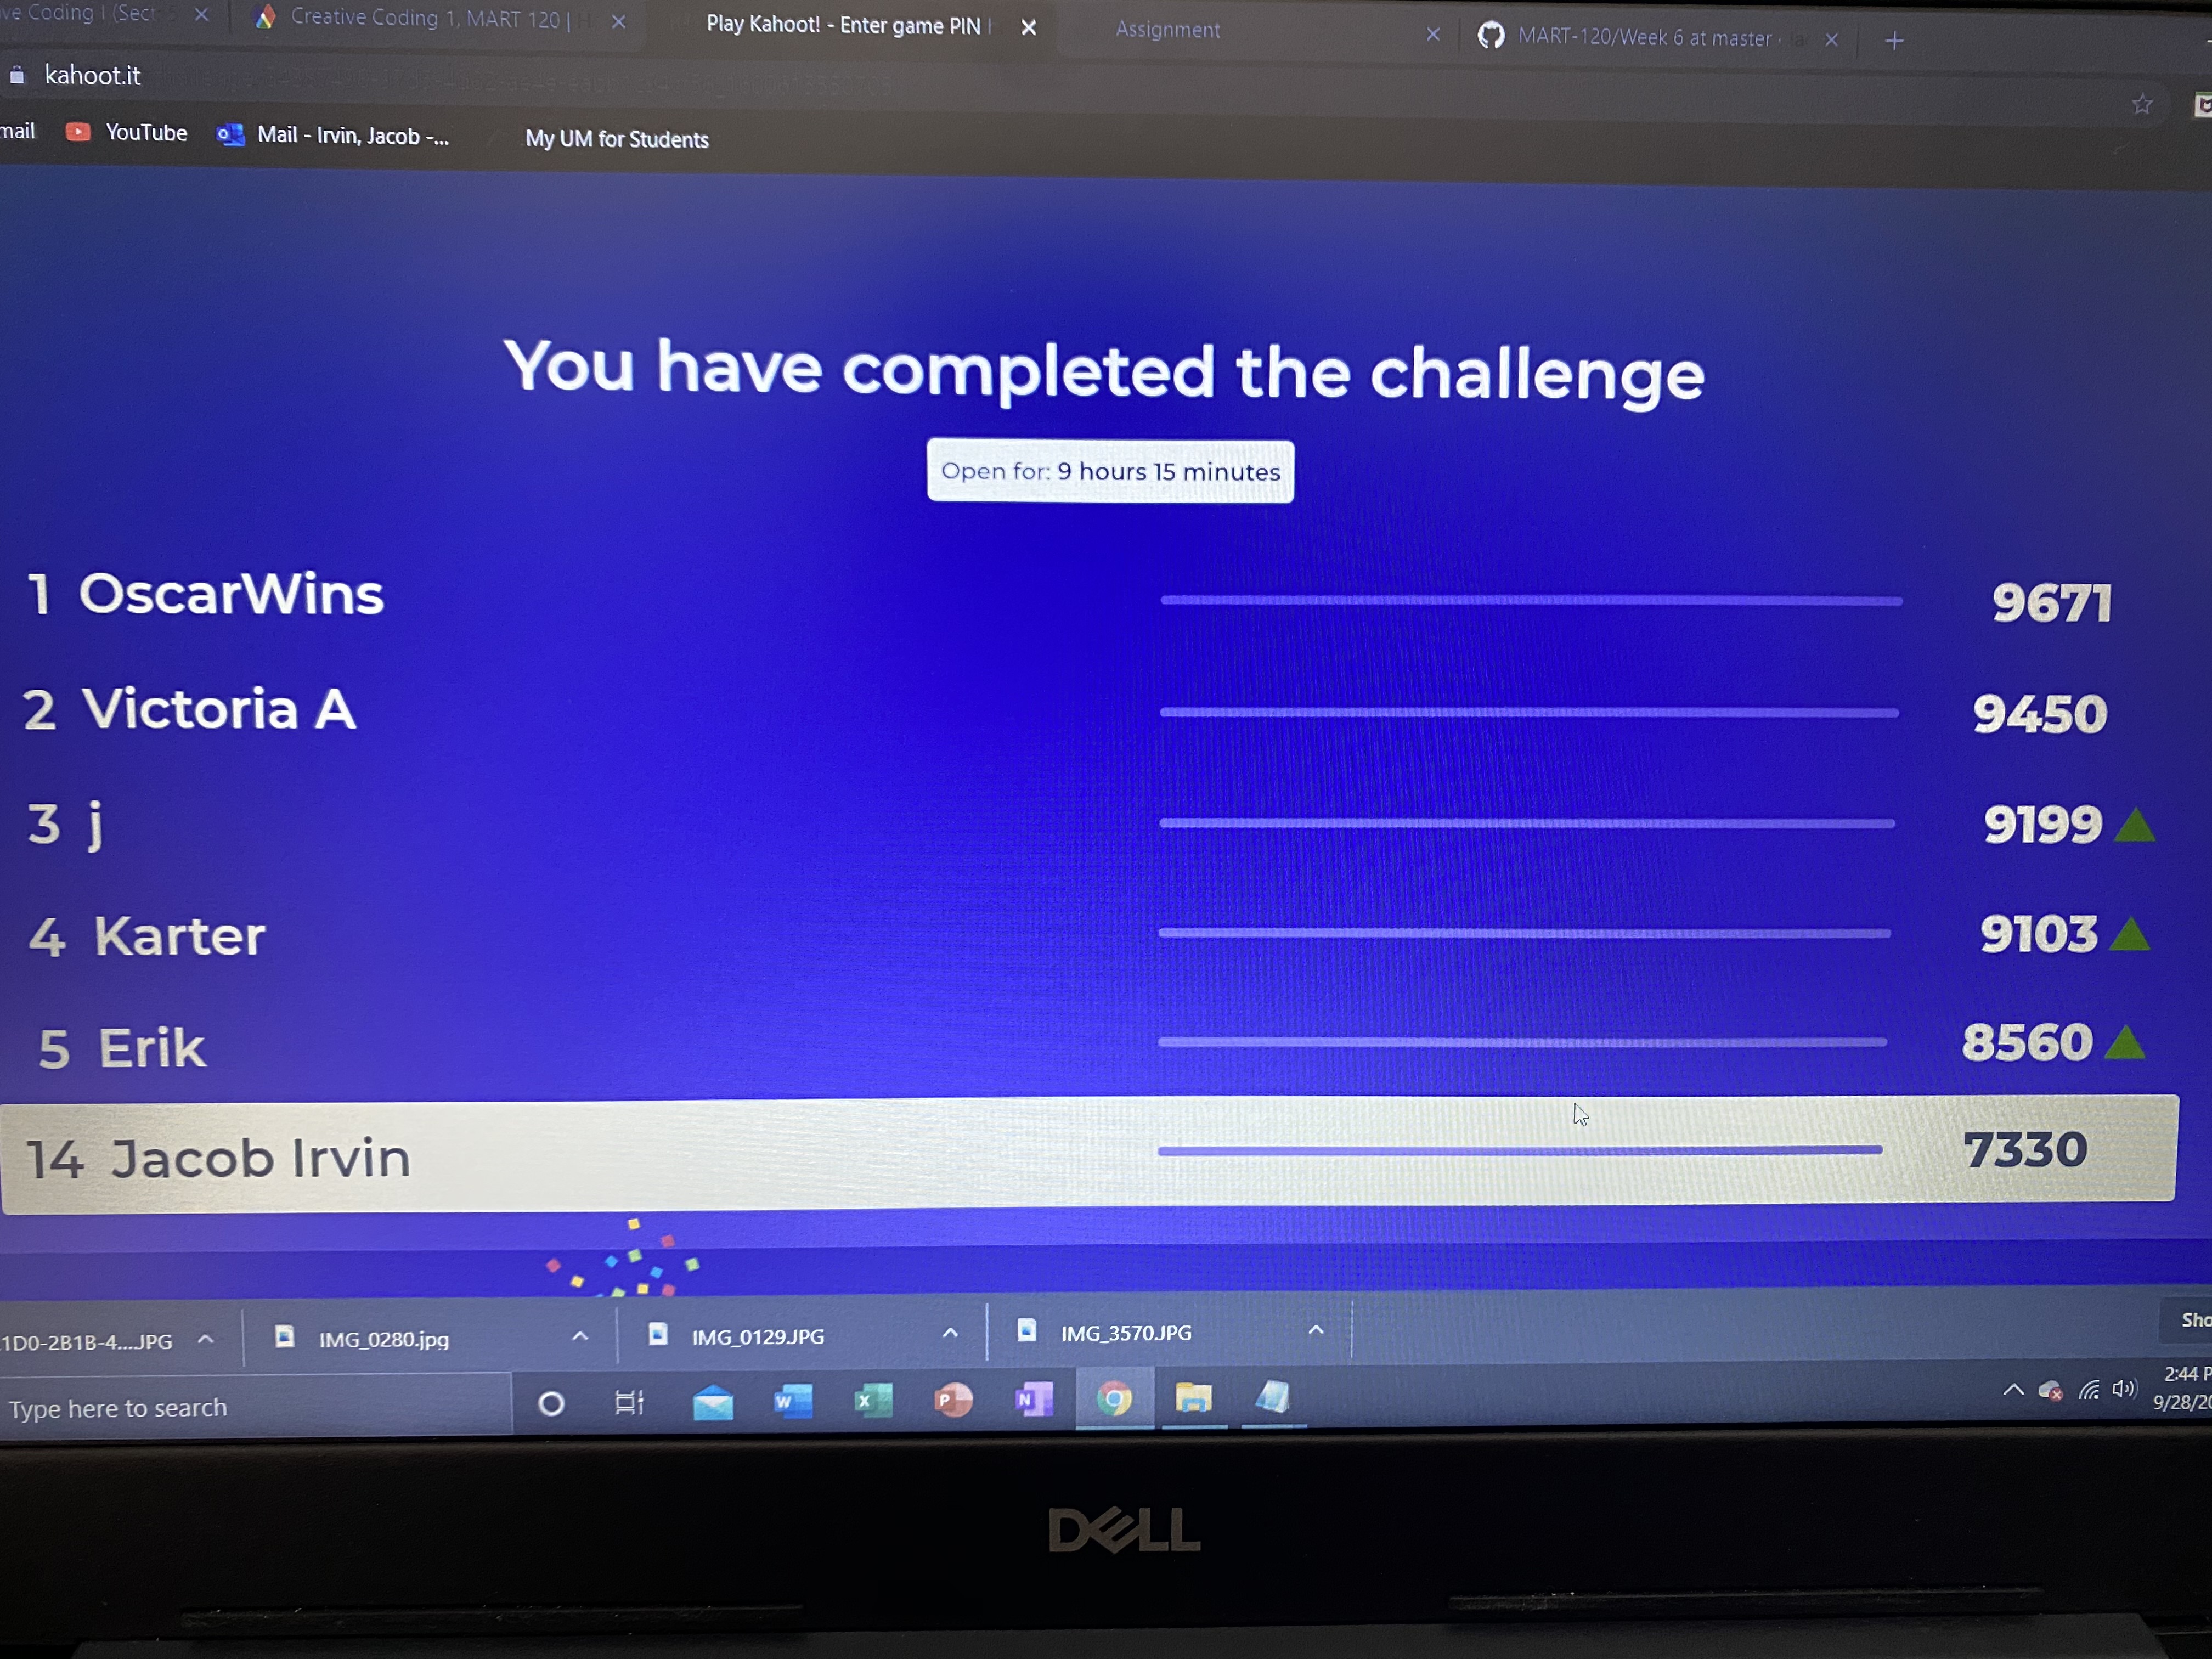 ve Coding I (Sect
Creative Coding 1, MART 120 |
Play Kahoot! - Enter game PIN
Assignment
MART-120/Week 6 at master
kahoot.it
mail
YouTube
Mail - Irvin, Jacob -...
My UM for Students
You have completed the challenge
Open for: 9 hours 15 minutes
1 OscarWins 9671
2 Victoria A 9450
3 j 9199
4 Karter 9103
5 Erik 8560
14 Jacob Irvin 7330
1D0-2B1B-4....JPG
IMG_0280.jpg
IMG_0129.JPG
IMG_3570.JPG
Sho
Type here to search
W
X
P
N
2:44 P
9/28/20
DELL